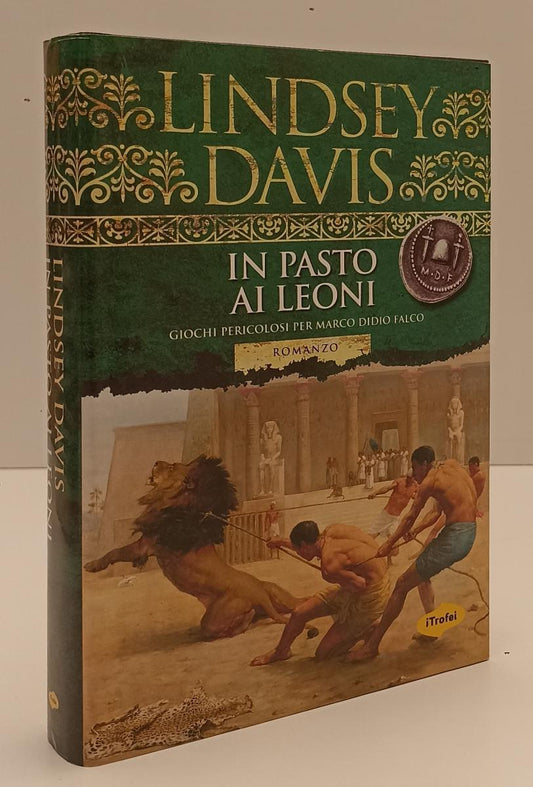 LINDSEY
DAVIS
IN PASTO
AI LEONI
GIOCHI PERICOLOSI PER MARCO DIDIO FALCO
ROMANZO
M·D·F
iTrofei
LINDSEY DAVIS
IN PASTO AI LEONI